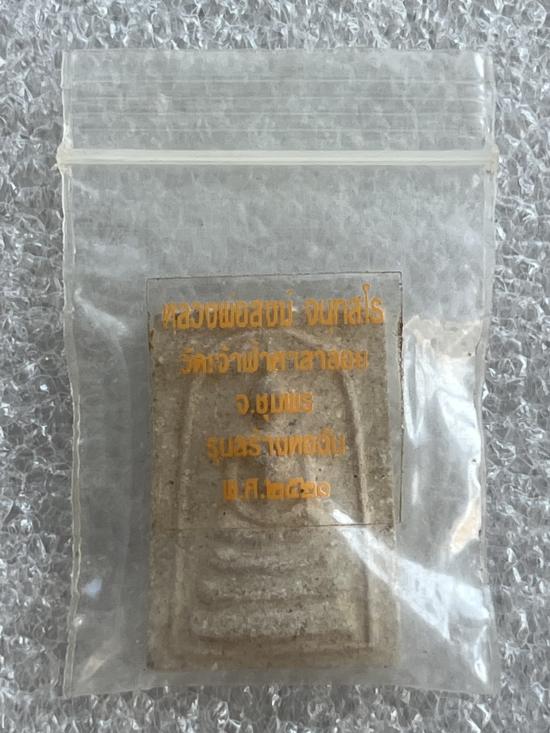 หลวงพ่อสงฆ์ จนฺทสโร
วัดเจ้าฟ้าศาลาลอย
จ.ชุมพร
รุ่นสร้างหอฉัน
พ.ศ.๒๕๒๑